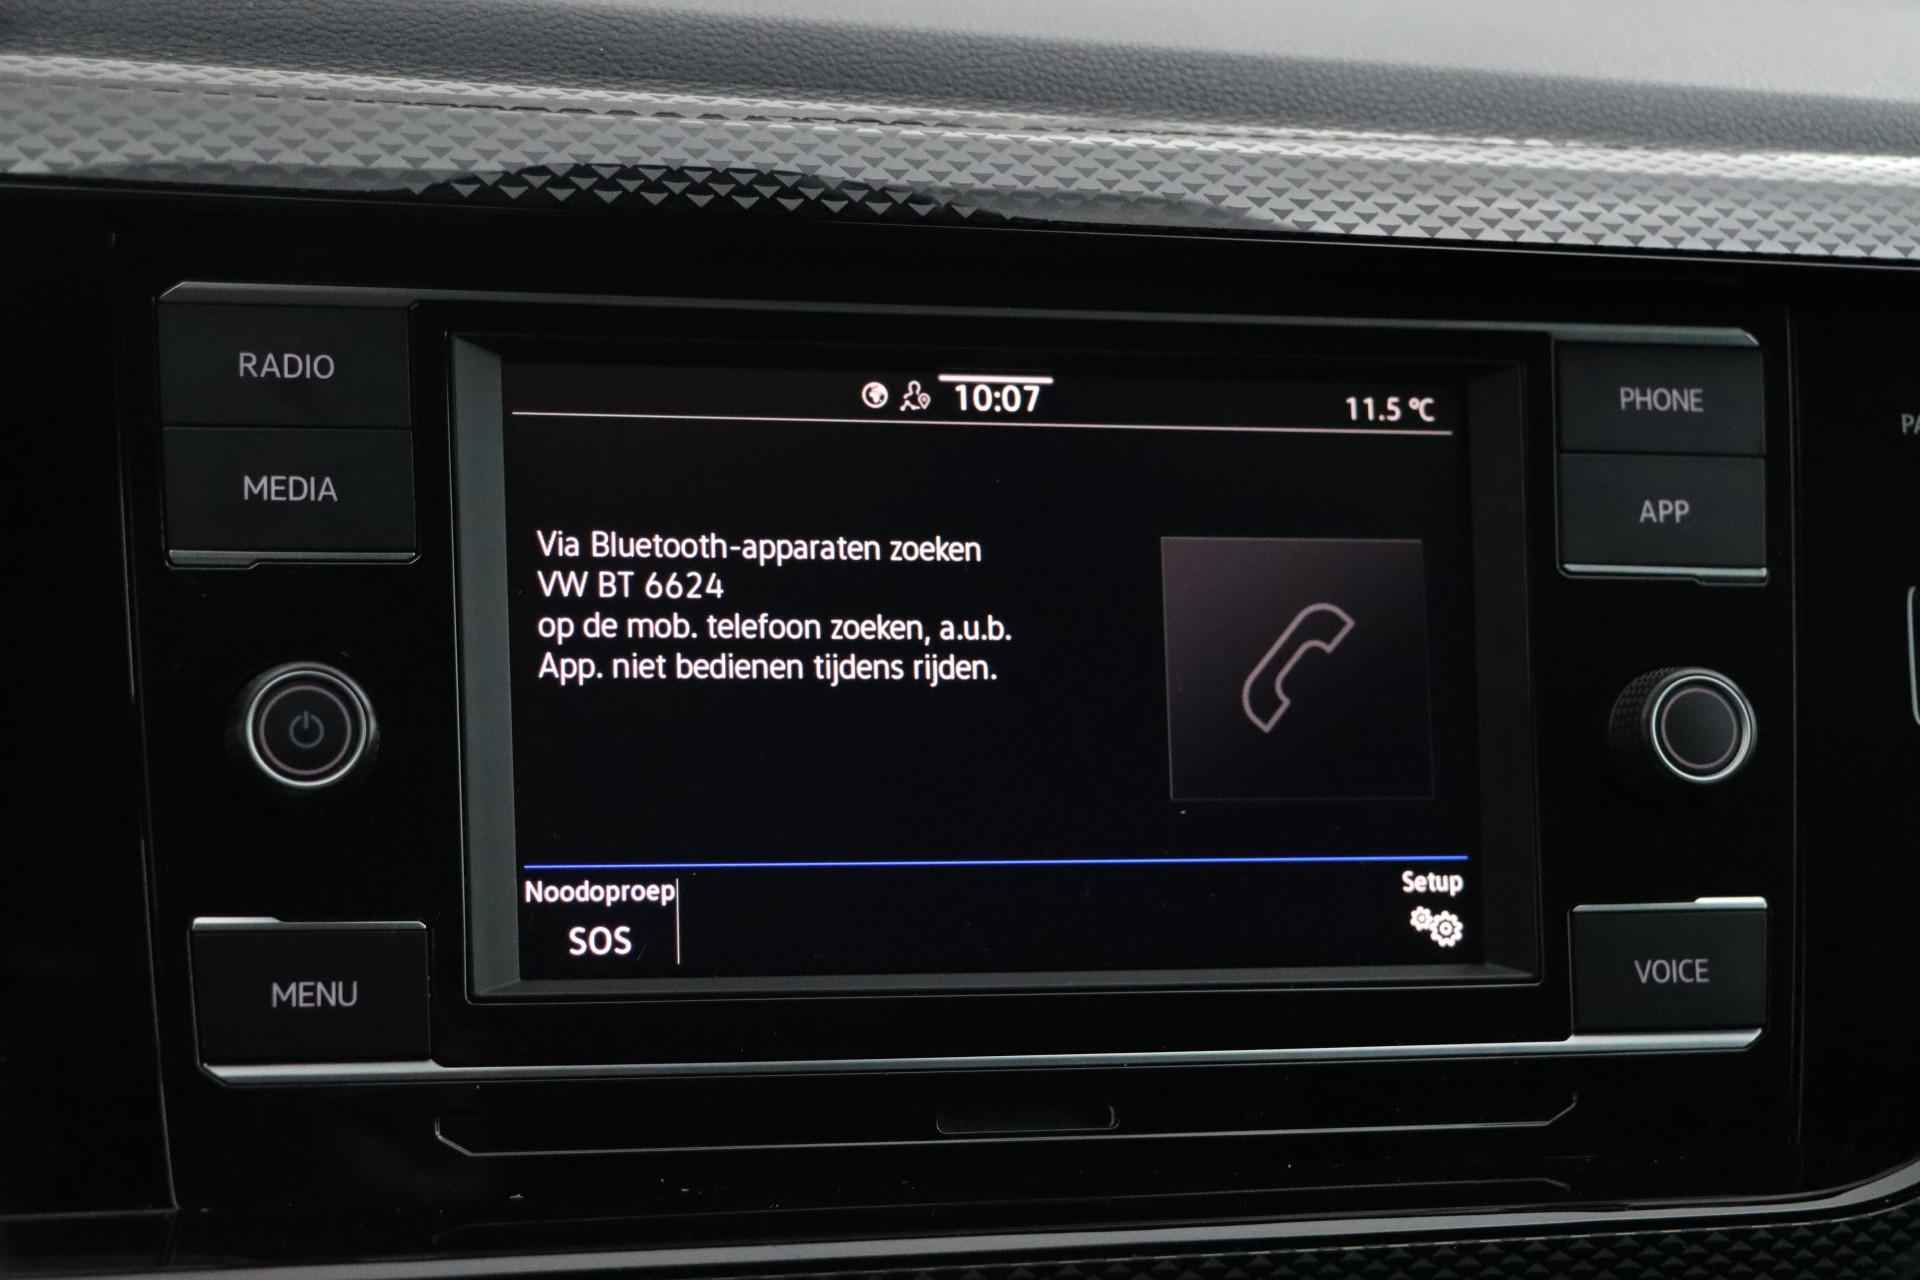 RADIO
MEDIA
MENU
10:07
11.5 °C
Via Bluetooth-apparaten zoeken
VW BT 6624
op de mob. telefoon zoeken, a.u.b.
App. niet bedienen tijdens rijden.
Noodoproep
SOS
Setup
PHONE
APP
VOICE